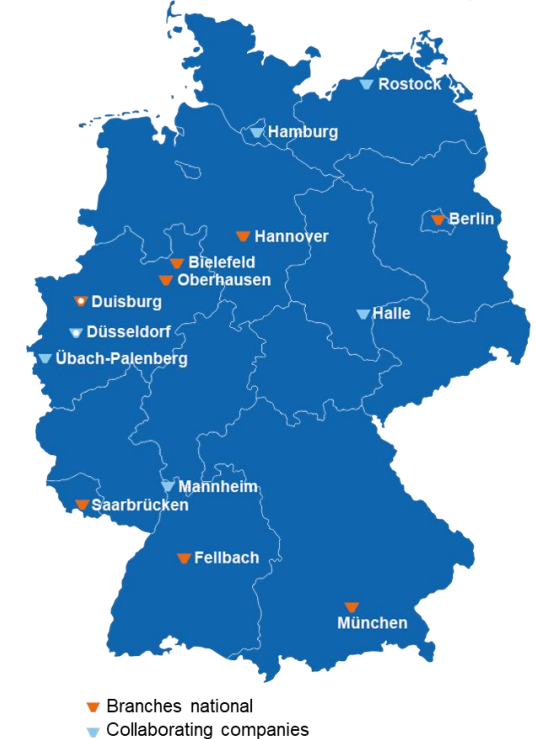 Rostock
Hamburg
Berlin
Hannover
Bielefeld
Oberhausen
Duisburg
Halle
Düsseldorf
Übach-Palenberg
Mannheim
Saarbrücken
Fellbach
München
Branches national
Collaborating companies